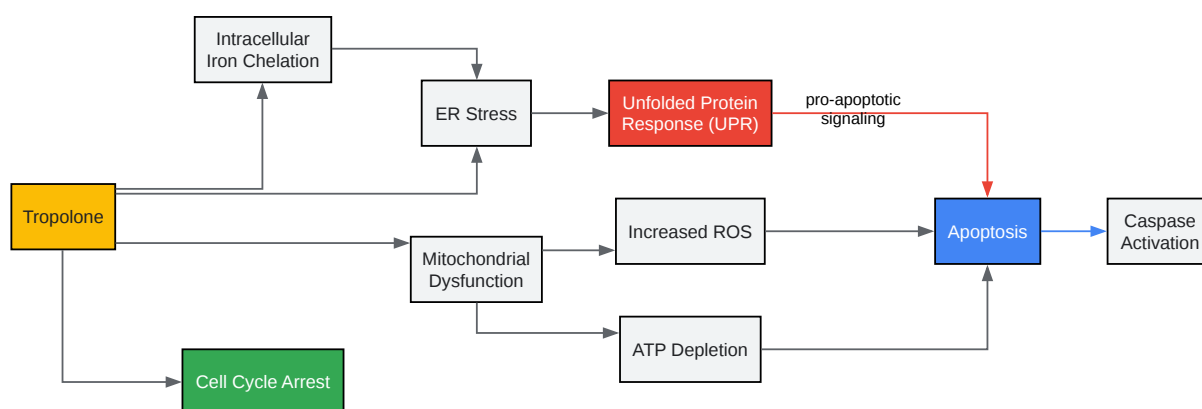 Intracellular
Iron Chelation
ER Stress
Unfolded Protein
Response (UPR)
pro-apoptotic
signaling
Tropolone
Mitochondrial
Dysfunction
Increased ROS
Apoptosis
Caspase
Activation
ATP Depletion
Cell Cycle Arrest